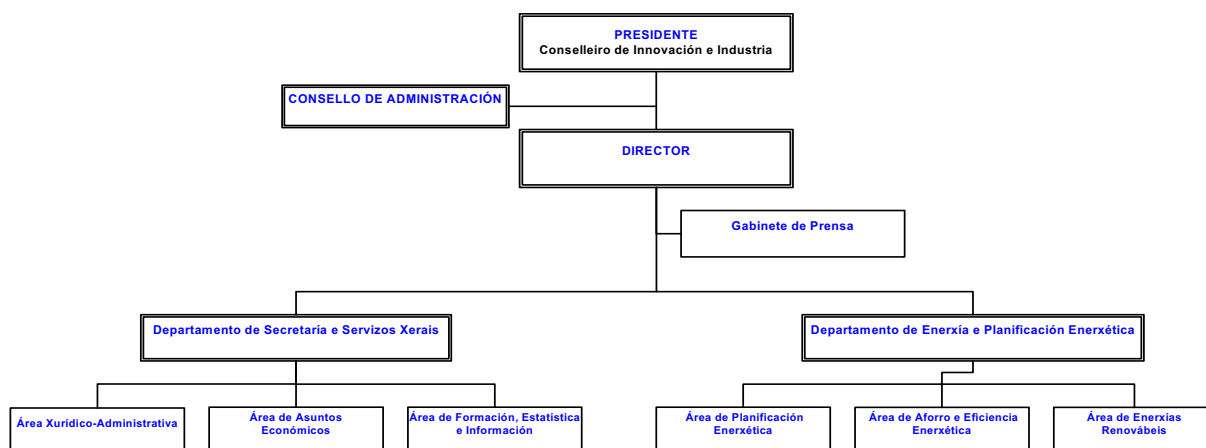 PRESIDENTE
Conselleiro de Innovación e Industria
CONSELLO DE ADMINISTRACIÓN
DIRECTOR
Gabinete de Prensa
Departamento de Secretaría e Servizos Xerais
Departamento de Enerxía e Planificación Enerxética
Área Xurídico-Administrativa
Área de Asuntos
Económicos
Área de Formación, Estatística
e Información
Área de Planificación
Enerxética
Área de Aforro e Eficiencia
Enerxética
Área de Enerxías
Renovábeis